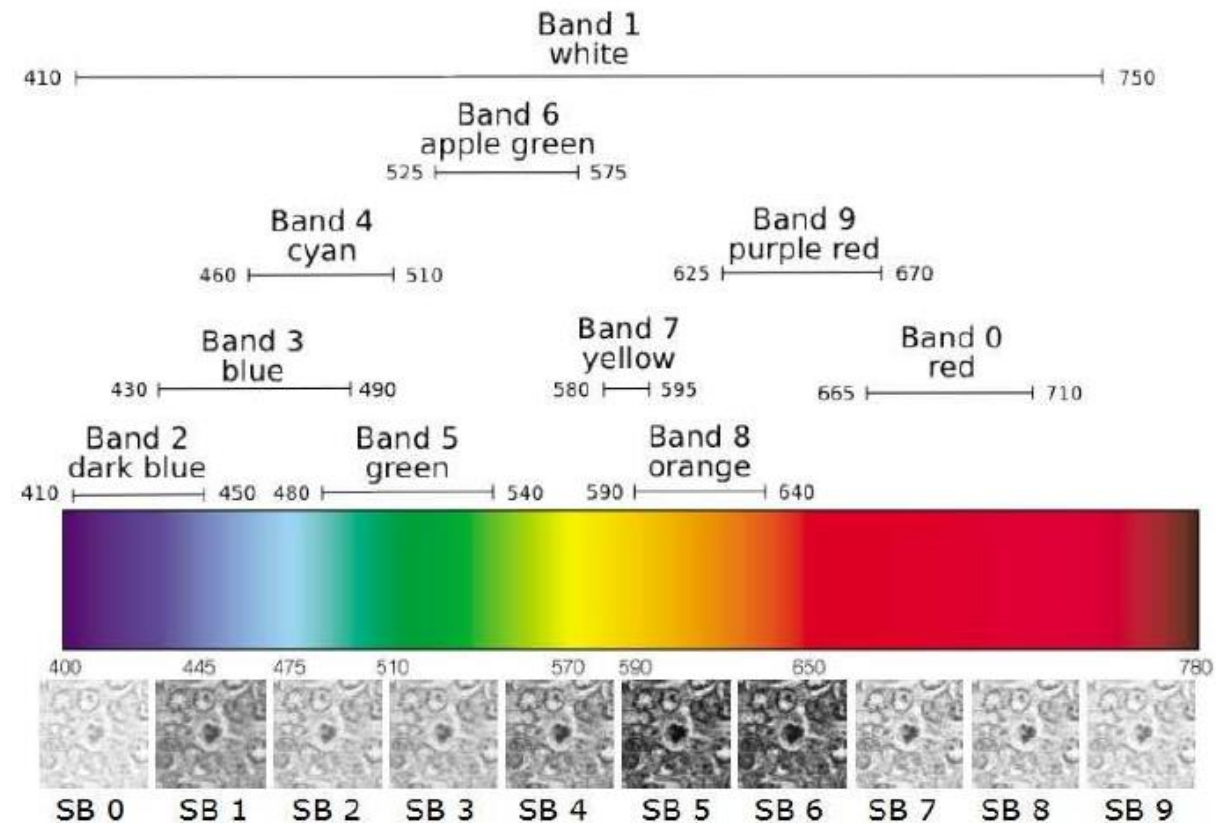 Band 1
white
410 750
Band 6
apple green
525 575
Band 4
cyan
460 510
Band 9
purple red
625 670
Band 3
blue
430 490
Band 7
yellow
580 595
Band 0
red
665 710
Band 2
dark blue
410 450
Band 5
green
480 540
Band 8
orange
590 640
400 445 475 510 570 590 650 780
SB 0 SB 1 SB 2 SB 3 SB 4 SB 5 SB 6 SB 7 SB 8 SB 9